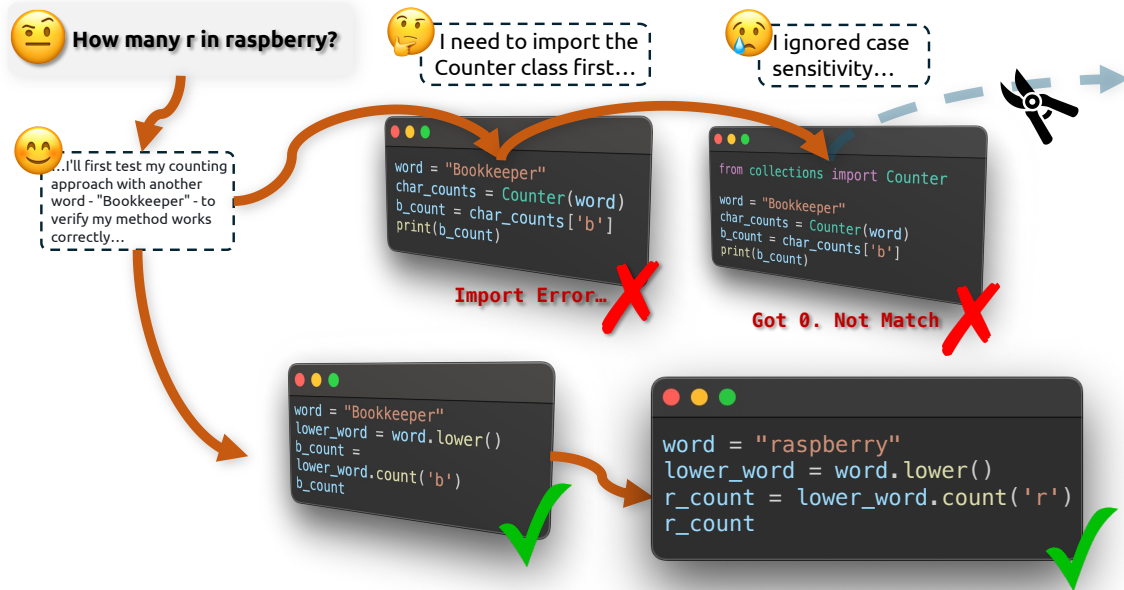 How many r in raspberry?
I need to import the
Counter class first…
I ignored case
sensitivity…
…I'll first test my counting
approach with another
word - "Bookkeeper" - to
verify my method works
correctly…
word = "Bookkeeper"
char_counts = Counter(word)
b_count = char_counts['b']
print(b_count)
Import Error…
from collections import Counter
word = "Bookkeeper"
char_counts = Counter(word)
b_count = char_counts['b']
print(b_count)
Got 0. Not Match
word = "Bookkeeper"
lower_word = word.lower()
b_count =
lower_word.count('b')
b_count
word = "raspberry"
lower_word = word.lower()
r_count = lower_word.count('r')
r_count